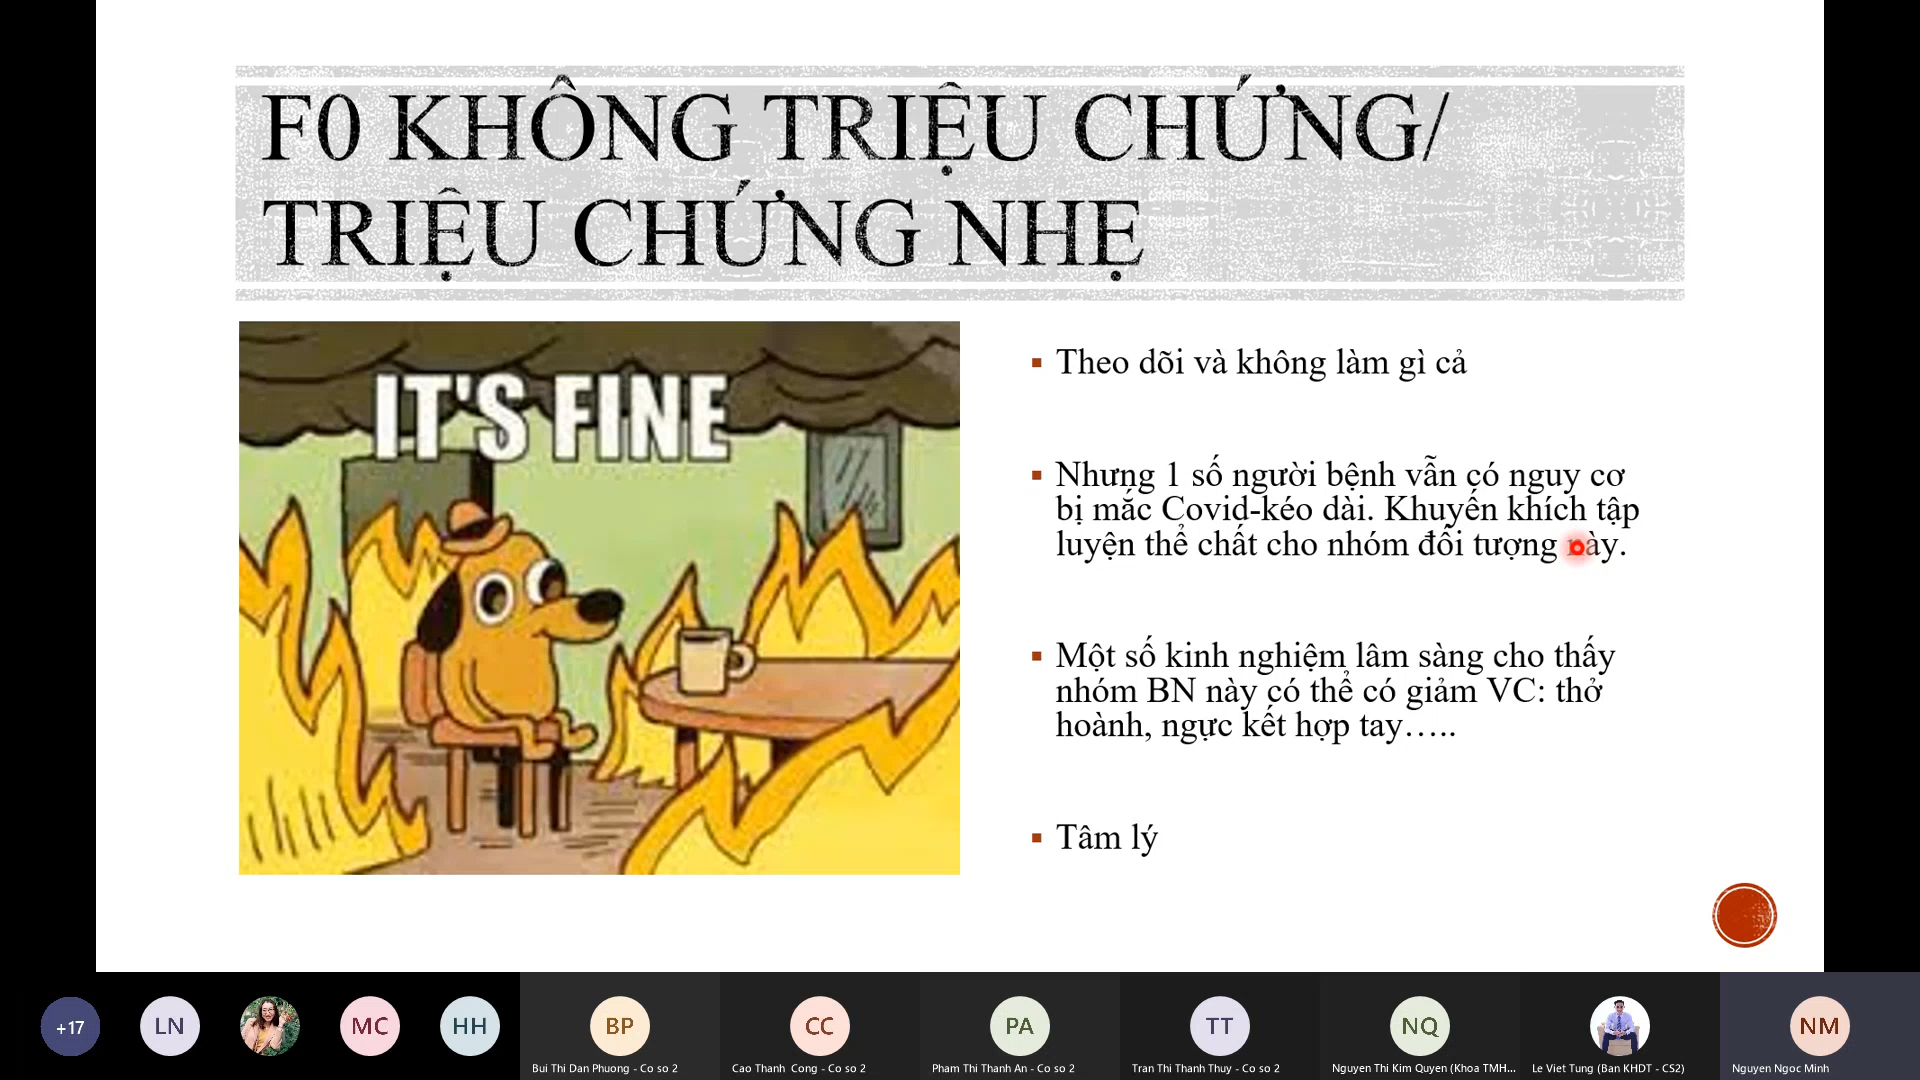 F0 KHÔNG TRIỆU CHỨNG/
TRIỆU CHỨNG NHẸ
IT'S FINE
Theo dõi và không làm gì cả
Nhưng 1 số người bệnh vẫn có nguy cơ
bị mắc Covid-kéo dài. Khuyến khích tập
luyện thể chất cho nhóm đối tượng này.
Một số kinh nghiệm lâm sàng cho thấy
nhóm BN này có thể có giảm VC: thở
hoành, ngực kết hợp tay…..
Tâm lý
+17
LN
MC
HH
BP
CC
PA
TT
NQ
NM
Bui Thi Dan Phuong - Co so 2
Cao Thanh Cong - Co so 2
Pham Thi Thanh An - Co so 2
Tran Thi Thanh Thuy - Co so 2
Nguyen Thi Kim Quyen (Khoa TMH...
Le Viet Tung (Ban KHDT - CS2)
Nguyen Ngoc Minh